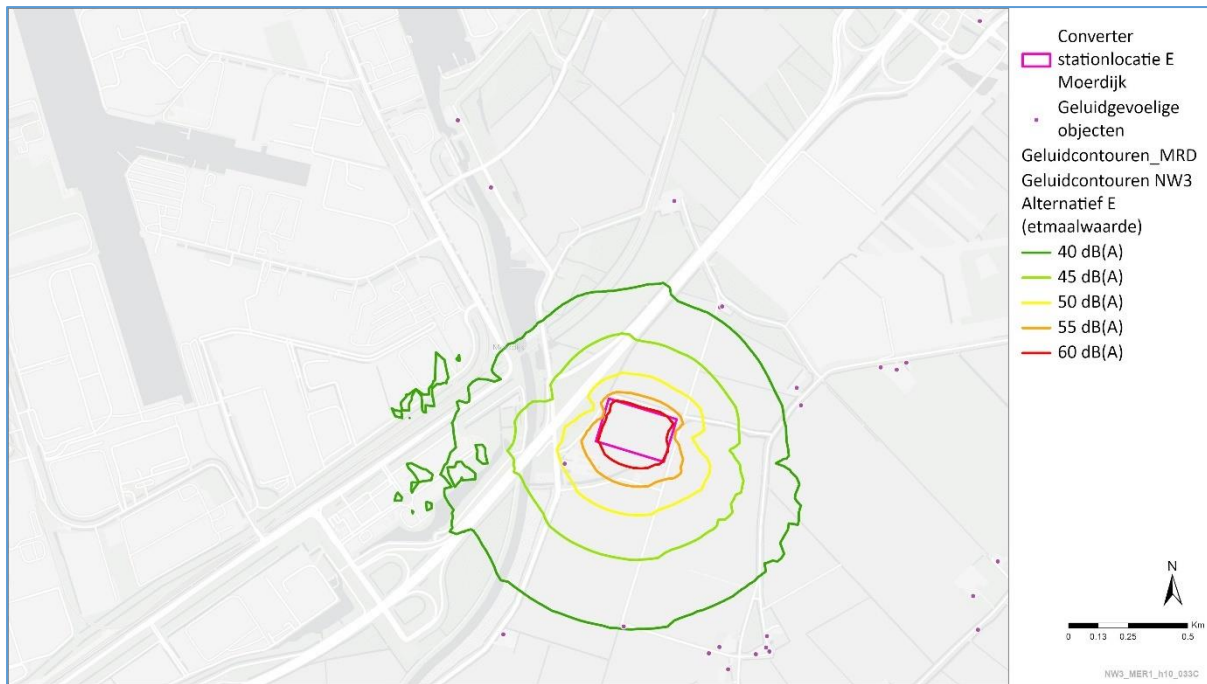 Converter
stationlocatie E
Moerdijk
Geluidgevoelige
objecten
Geluidcontouren_MRD
Geluidcontouren NW3
Alternatief E
(etmaalwaarde)
40 dB(A)
45 dB(A)
50 dB(A)
55 dB(A)
60 dB(A)
N
Km
0 0.13 0.25 0.5
NW3_MER1_h10_033C